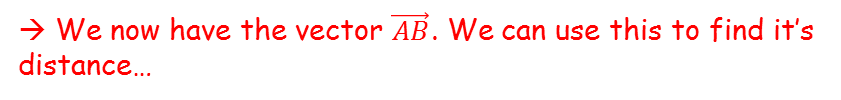 → We now have the vector $\overrightarrow{AB}$. We can use this to find it's
distance...